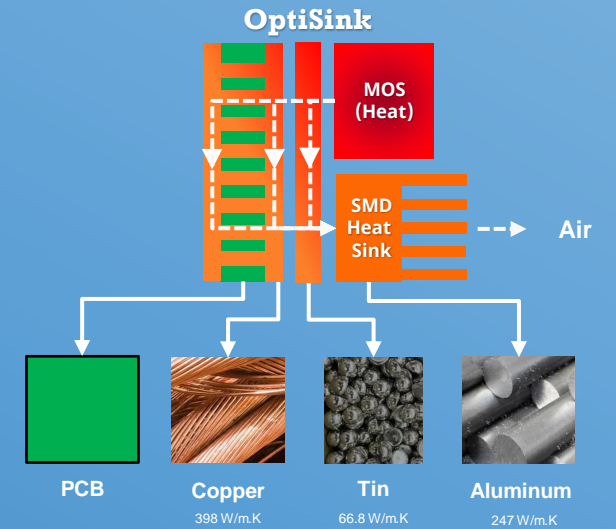 OptiSink
MOS
(Heat)
SMD
Heat
Sink
Air
PCB
Copper
Tin
Aluminum
398 W/m.K
66.8 W/m.K
247 W/m.K